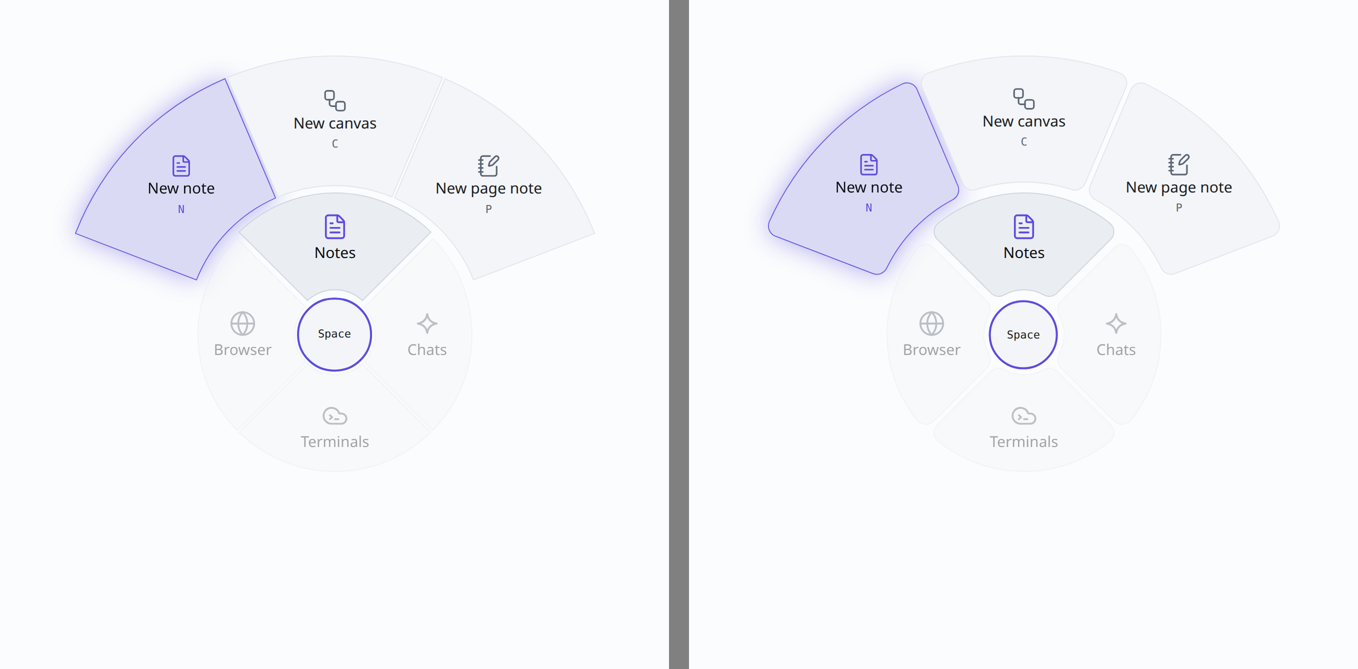 New canvas
C
New note
N
New page note
P
Notes
Browser
Space
Chats
Terminals
New canvas
C
New note
N
New page note
P
Notes
Browser
Space
Chats
Terminals